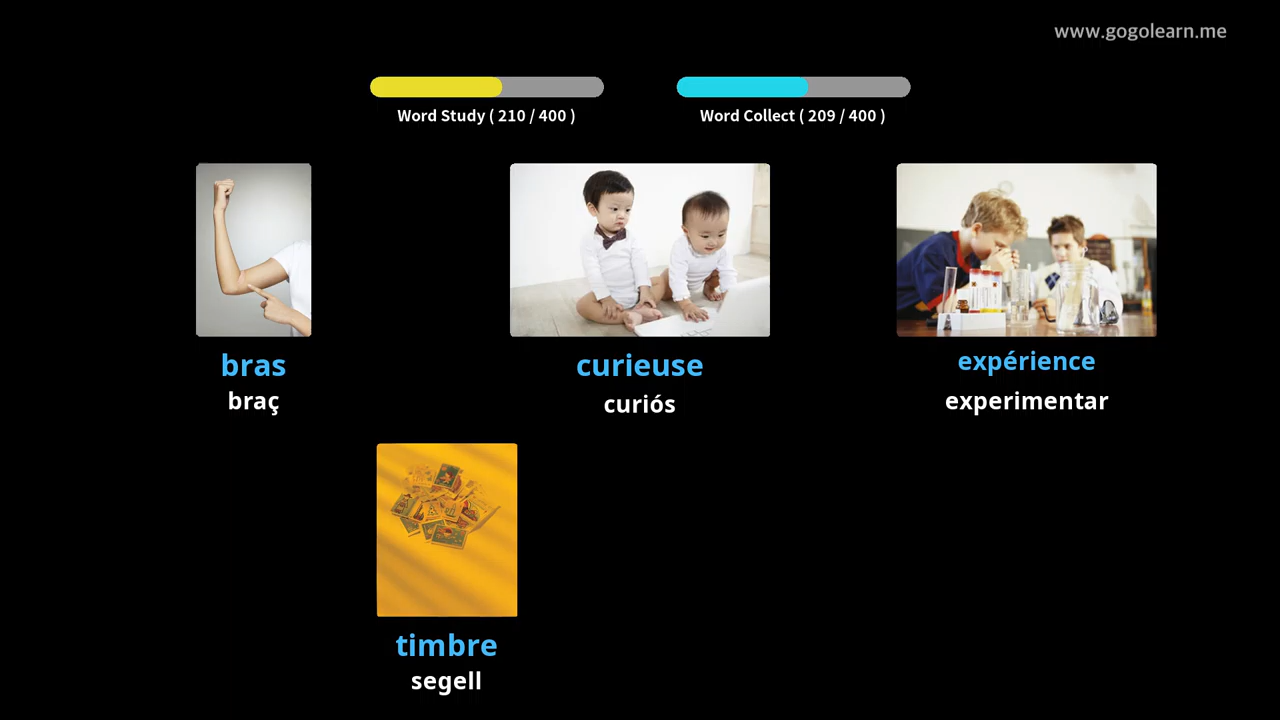 www.gogolearn.me
Word Study ( 210 / 400 )
Word Collect ( 209 / 400 )
bras
braç
curieuse
curiós
expérience
experimentar
timbre
segell